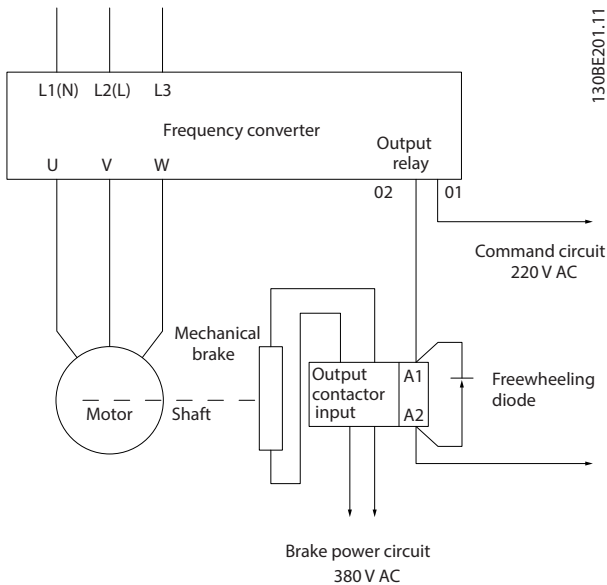 130BE201.11
L1(N) L2(L) L3
Frequency converter
Output
relay
U V W
02 01
Command circuit
220 V AC
Mechanical
brake
Output
contactor
input
A1
A2
Freewheeling
diode
Motor
Shaft
Brake power circuit
380 V AC